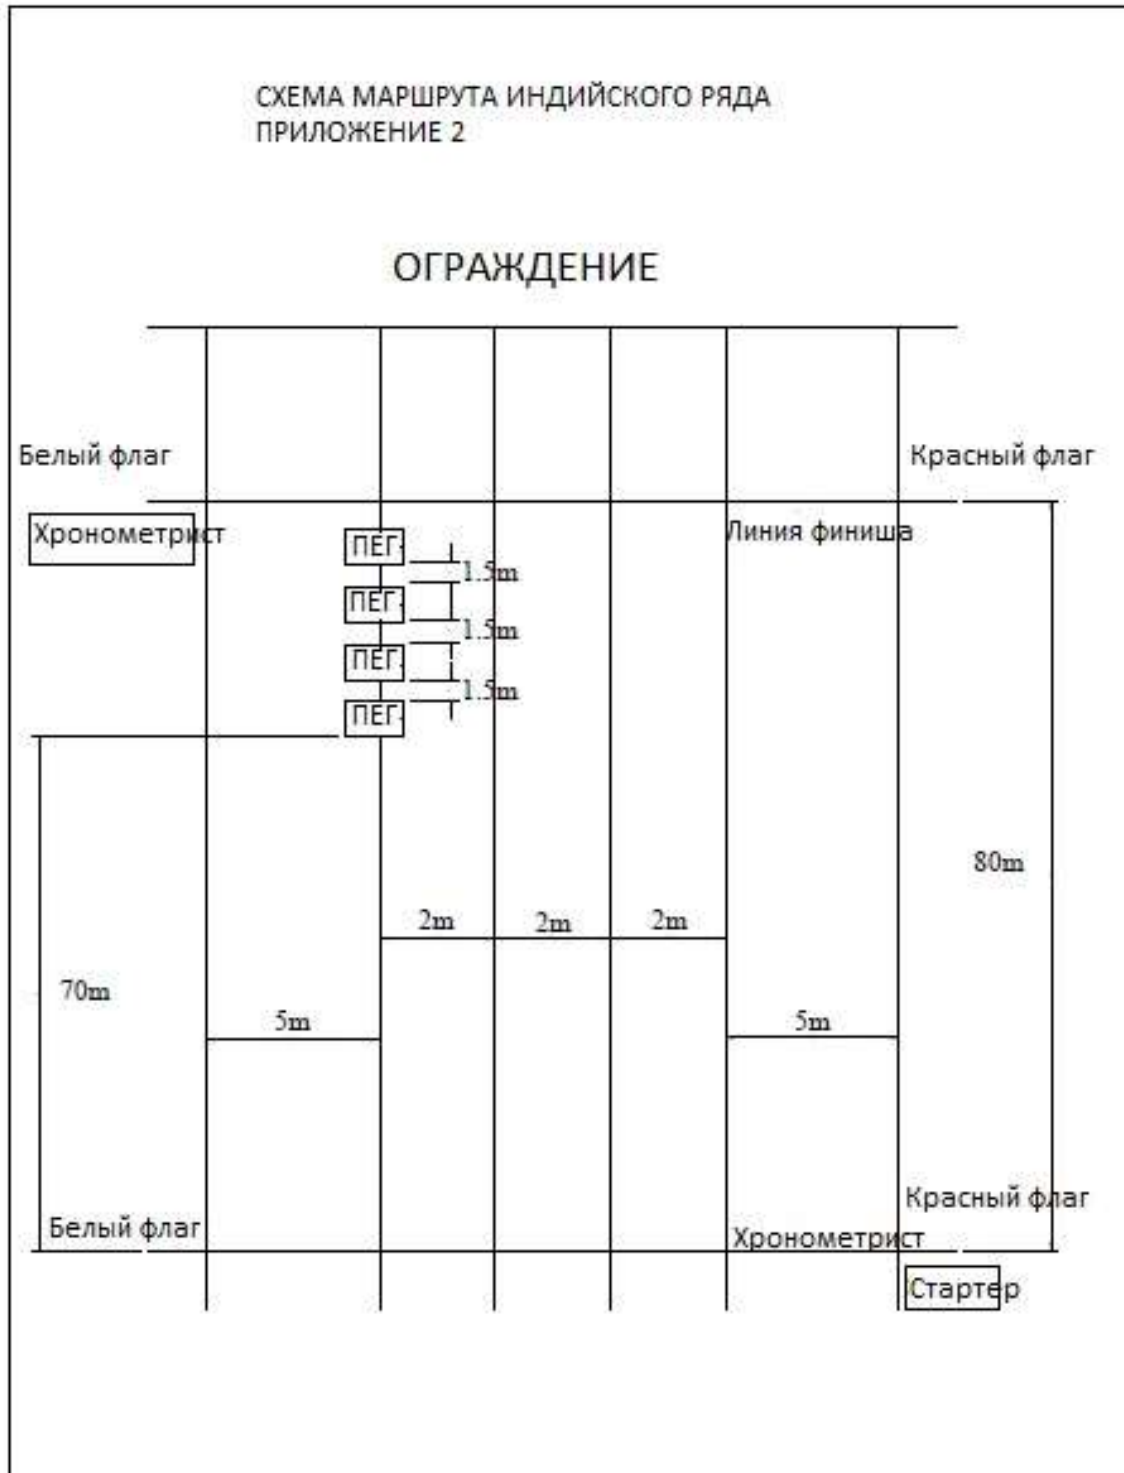 СХЕМА МАРШРУТА ИНДИЙСКОГО РЯДА
ПРИЛОЖЕНИЕ 2
ОГРАЖДЕНИЕ
Белый флаг
Красный флаг
Хронометрист
Линия финиша
ПЕГ.
1.5m
ПЕГ.
1.5m
ПЕГ.
1.5m
ПЕГ.
80m
2m
2m
2m
70m
5m
5m
Красный флаг
Белый флаг
Хронометрист
Стартер